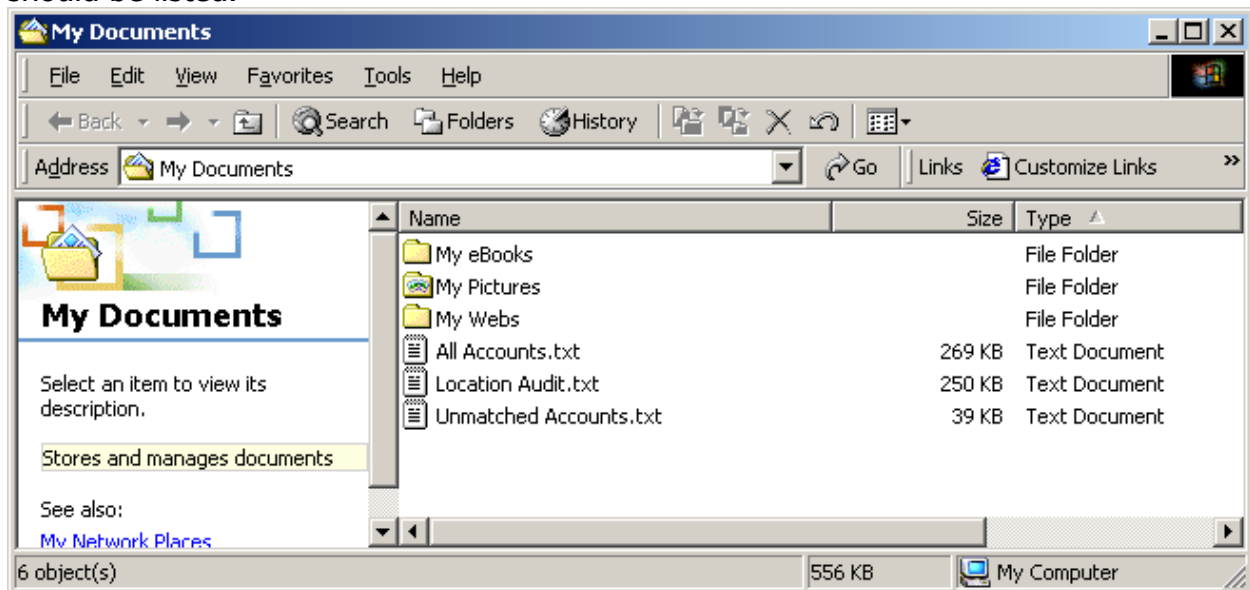 should be listed.
My Documents
File Edit View Favorites Tools Help
Back Search Folders History
Address My Documents Go Links Customize Links »
Name Size Type
My eBooks File Folder
My Pictures File Folder
My Documents My Webs File Folder
All Accounts.txt 269 KB Text Document
Select an item to view its Location Audit.txt 250 KB Text Document
description. Unmatched Accounts.txt 39 KB Text Document
Stores and manages documents
See also:
My Network Places
6 object(s) 556 KB My Computer